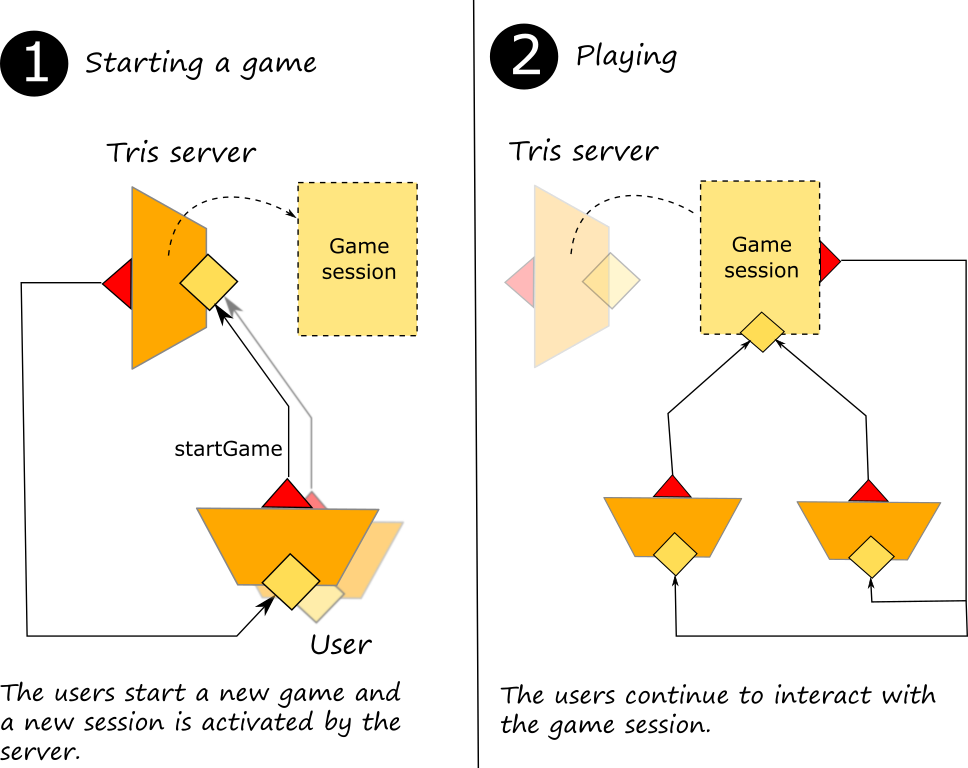 1 Starting a game
Tris server
Game
session
startGame
User
The users start a new game and
a new session is activated by the
server.
2 Playing
Tris server
Game
session
The users continue to interact with
the game session.